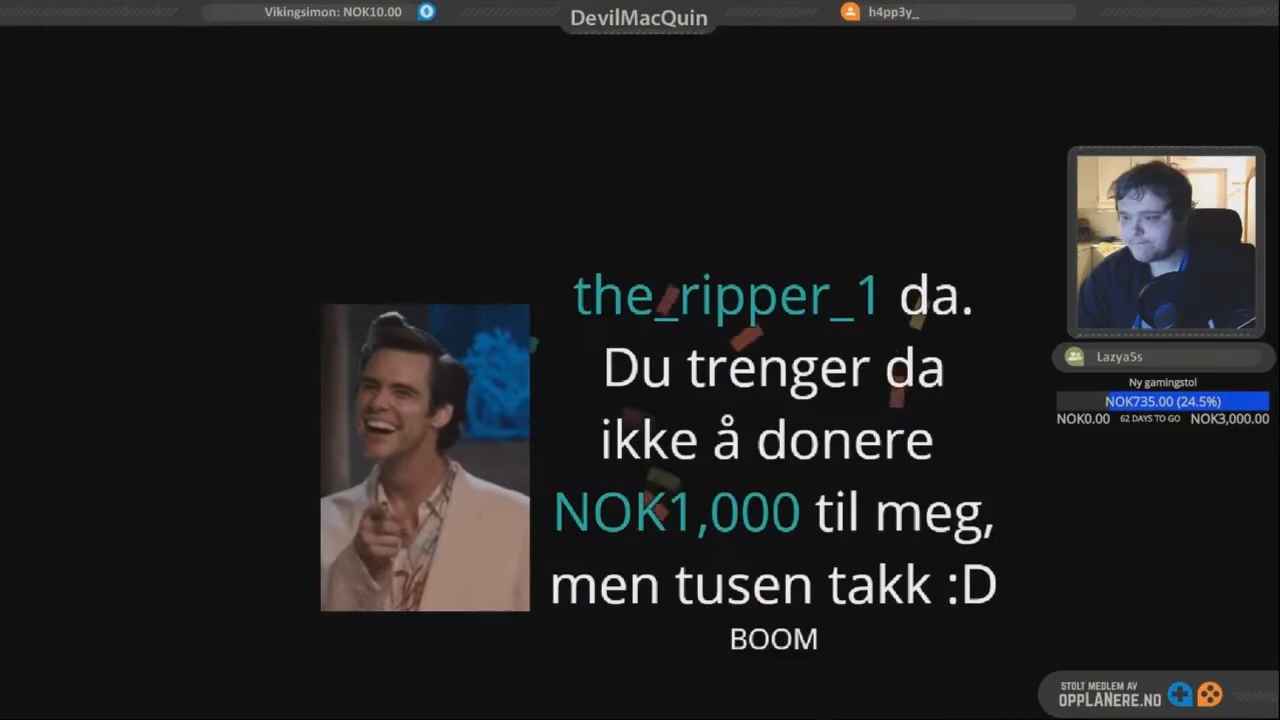 Vikingsimon: NOK10.00
DevilMacQuin
h4pp3y_
the_ripper_1 da.
Du trenger da
ikke å donere
NOK1,000 til meg,
men tusen takk :D
BOOM
Lazya5s
Ny gamingstol
NOK735.00 (24.5%)
NOK0.00 62 DAYS TO GO NOK3,000.00
STOLT MEDLEM AV
OPPLANERE.NO